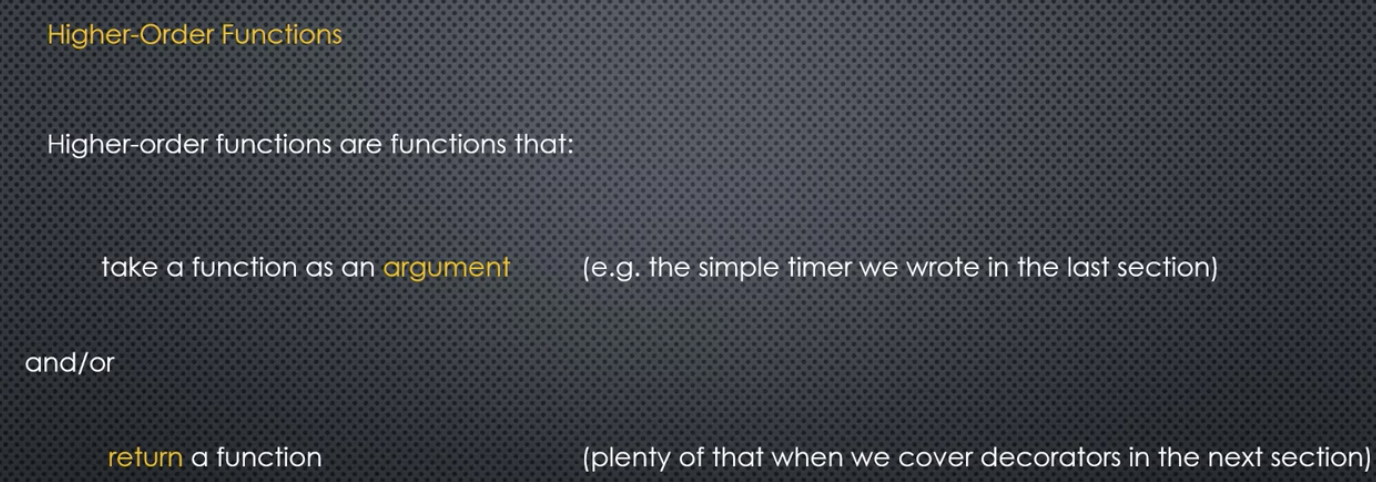 Higher-Order Functions
Higher-order functions are functions that:
take a function as an argument (e.g. the simple timer we wrote in the last section)
and/or
return a function (plenty of that when we cover decorators in the next section)